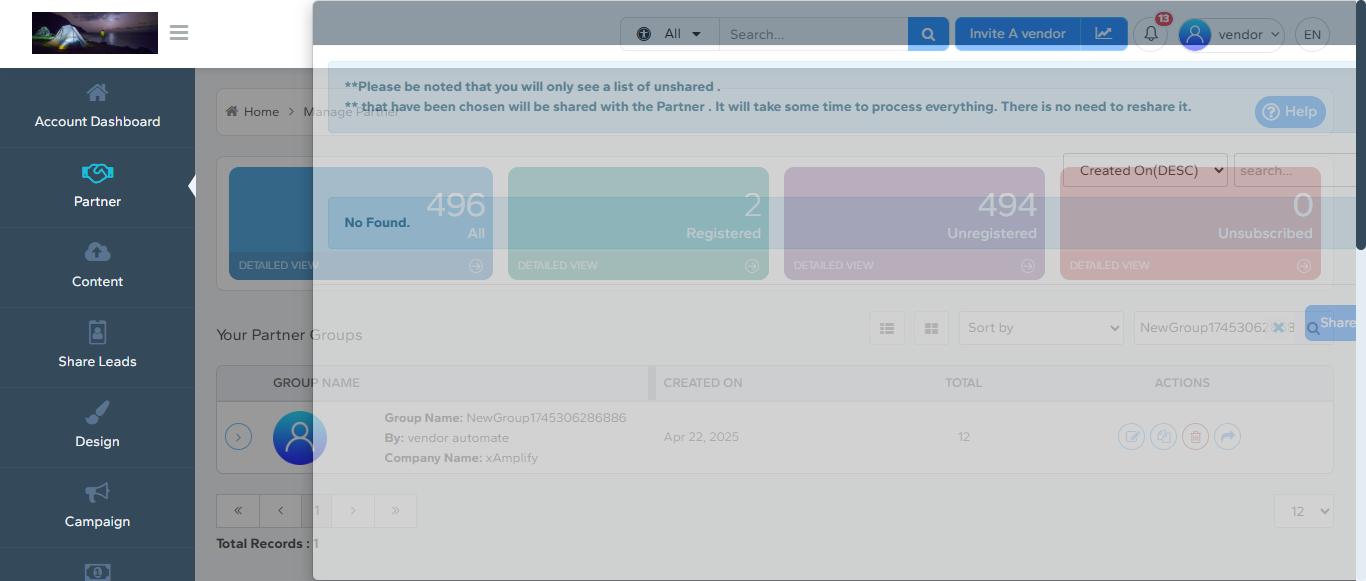 All
Search...
Invite A vendor
13
vendor
EN
Account Dashboard
Partner
Content
Share Leads
Design
Campaign
**Please be noted that you will only see a list of unshared .
** that have been chosen will be shared with the Partner . It will take some time to process everything. There is no need to reshare it.
Home > Manage Partner
Help
Created On(DESC)
search...
No Found.
496
All
DETAILED VIEW
2
Registered
DETAILED VIEW
494
Unregistered
DETAILED VIEW
0
Unsubscribed
DETAILED VIEW
Your Partner Groups
Sort by
NewGroup17453062
Share
GROUP NAME CREATED ON TOTAL ACTIONS
Group Name: NewGroup1745306286886
By: vendor automate
Company Name: xAmplify
Apr 22, 2025
12
« < 1 > »
12
Total Records : 1